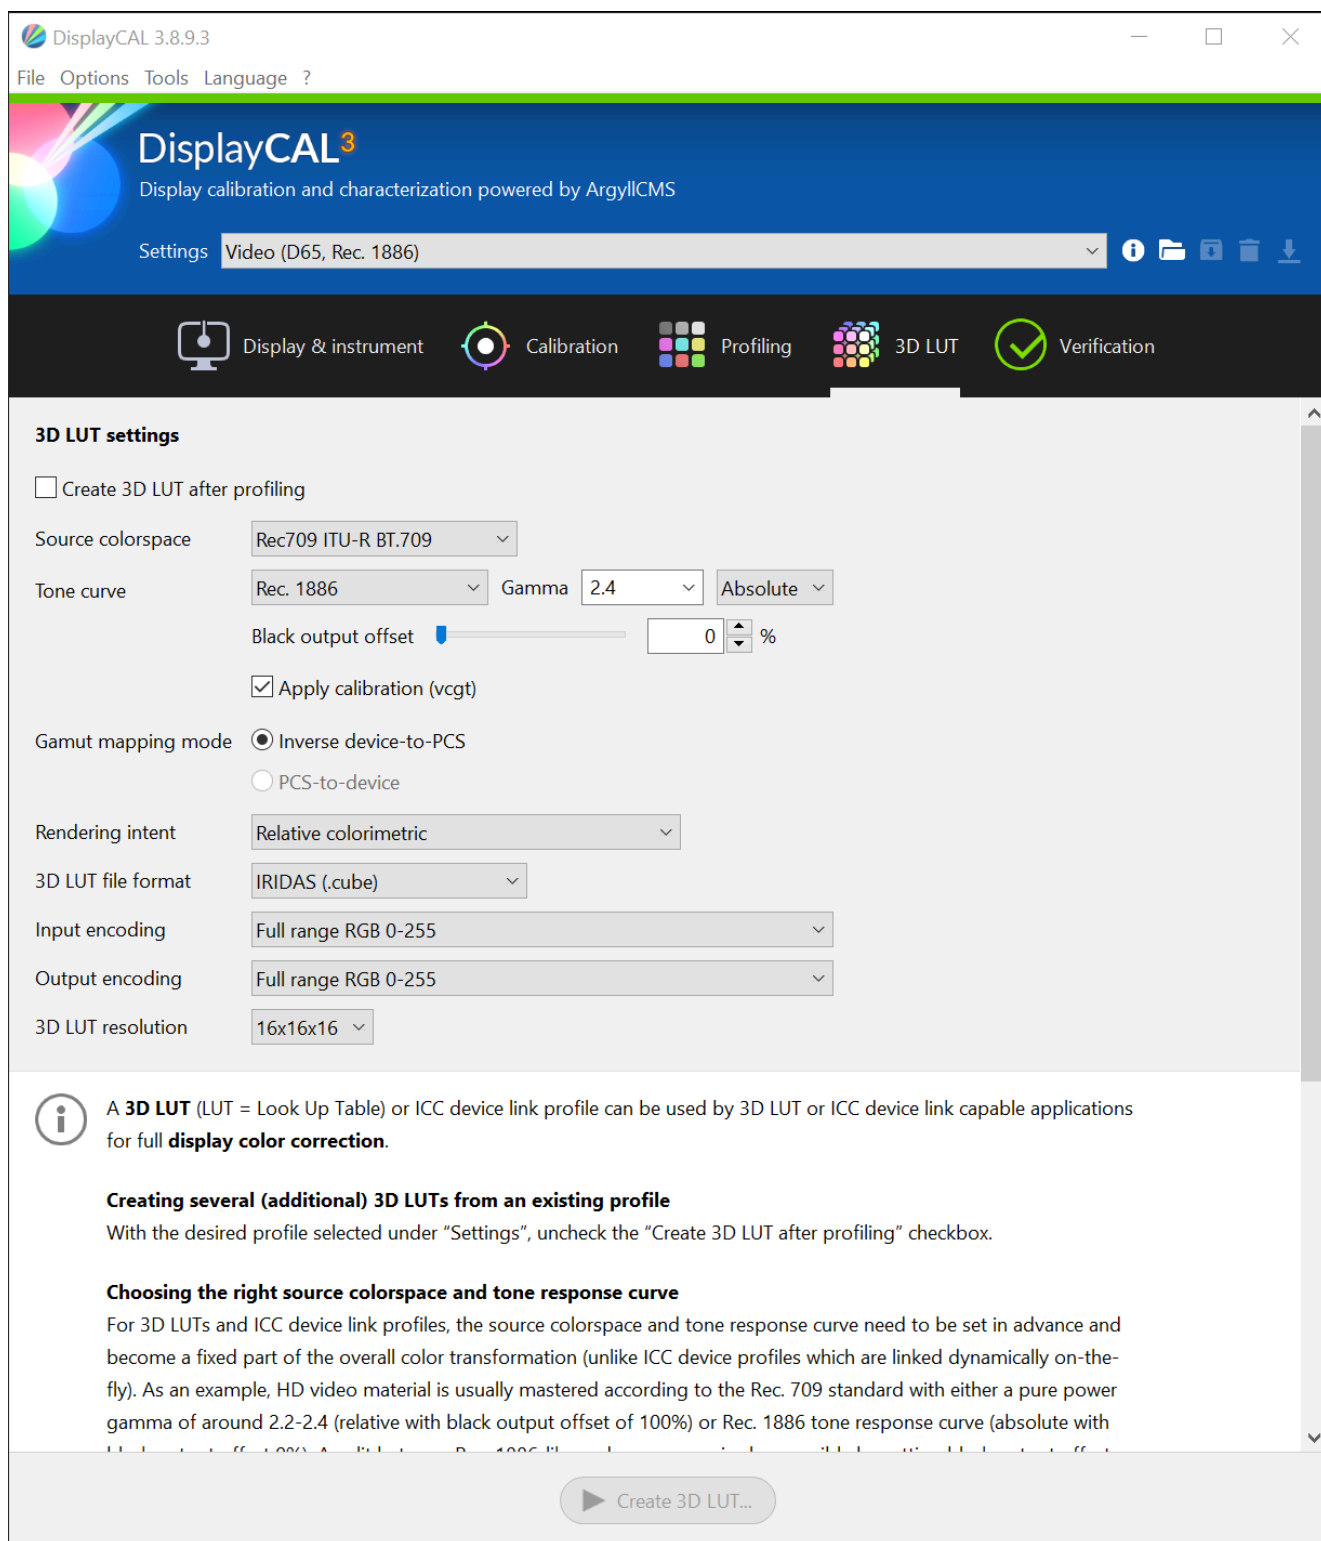 DisplayCAL 3.8.9.3
File Options Tools Language ?
DisplayCAL3
Display calibration and characterization powered by ArgyllCMS
Settings Video (D65, Rec. 1886)
Display & instrument Calibration Profiling 3D LUT Verification
3D LUT settings
Create 3D LUT after profiling
Source colorspace Rec709 ITU-R BT.709
Tone curve Rec. 1886 Gamma 2.4 Absolute
Black output offset 0 %
Apply calibration (vcgt)
Gamut mapping mode Inverse device-to-PCS
PCS-to-device
Rendering intent Relative colorimetric
3D LUT file format IRIDAS (.cube)
Input encoding Full range RGB 0-255
Output encoding Full range RGB 0-255
3D LUT resolution 16x16x16
A 3D LUT (LUT = Look Up Table) or ICC device link profile can be used by 3D LUT or ICC device link capable applications
for full display color correction.
Creating several (additional) 3D LUTs from an existing profile
With the desired profile selected under “Settings”, uncheck the “Create 3D LUT after profiling” checkbox.
Choosing the right source colorspace and tone response curve
For 3D LUTs and ICC device link profiles, the source colorspace and tone response curve need to be set in advance and
become a fixed part of the overall color transformation (unlike ICC device profiles which are linked dynamically on-the-
fly). As an example, HD video material is usually mastered according to the Rec. 709 standard with either a pure power
gamma of around 2.2-2.4 (relative with black output offset of 100%) or Rec. 1886 tone response curve (absolute with
Create 3D LUT...